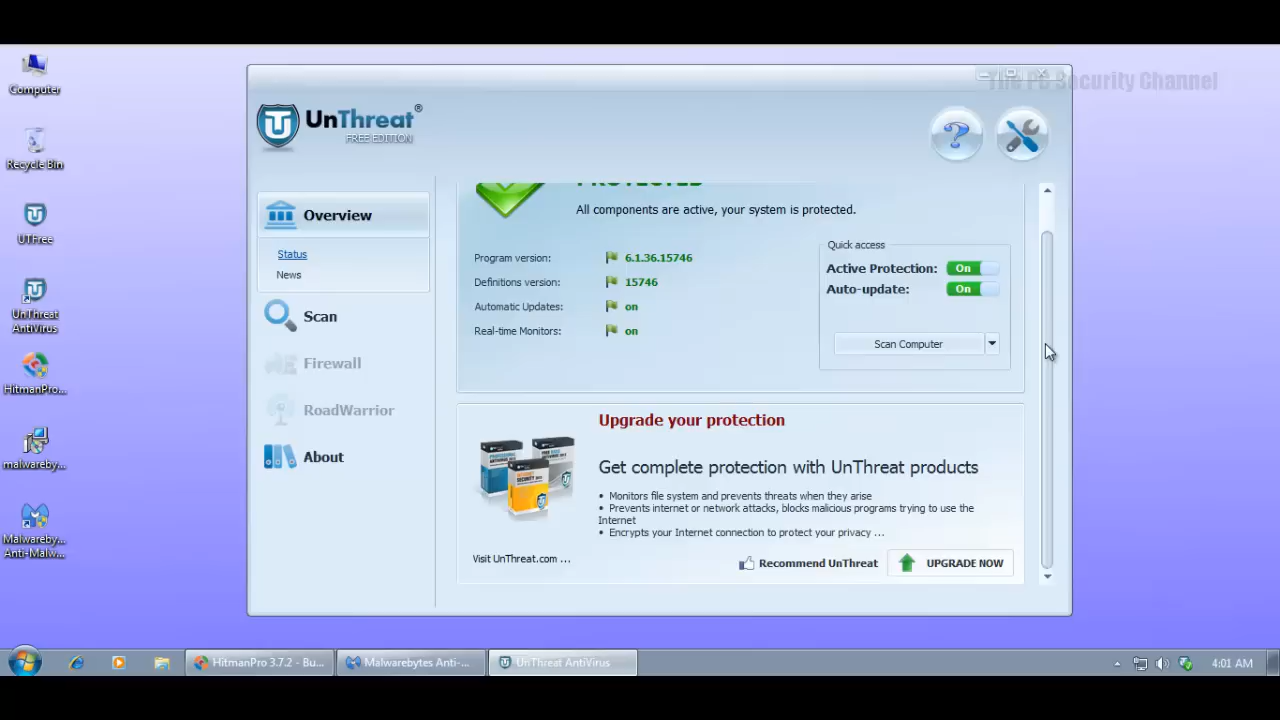 The PC Security Channel
Computer
Recycle Bin
UTFree
UnThreat
AntiVirus
HitmanPro...
malwareby...
Malwareby...
Anti-Malw...
UnThreat®
FREE EDITION
Overview
Status
News
Scan
Firewall
RoadWarrior
About
PROTECTED
All components are active, your system is protected.
Program version: 6.1.36.15746
Definitions version: 15746
Automatic Updates: on
Real-time Monitors: on
Quick access
Active Protection: On
Auto-update: On
Scan Computer
Upgrade your protection
Get complete protection with UnThreat products
• Monitors file system and prevents threats when they arise
• Prevents internet or network attacks, blocks malicious programs trying to use the
Internet
• Encrypts your Internet connection to protect your privacy ...
Visit UnThreat.com ...
Recommend UnThreat
UPGRADE NOW
HitmanPro 3.7.2 - Bu...
Malwarebytes Anti-...
UnThreat AntiVirus
4:01 AM